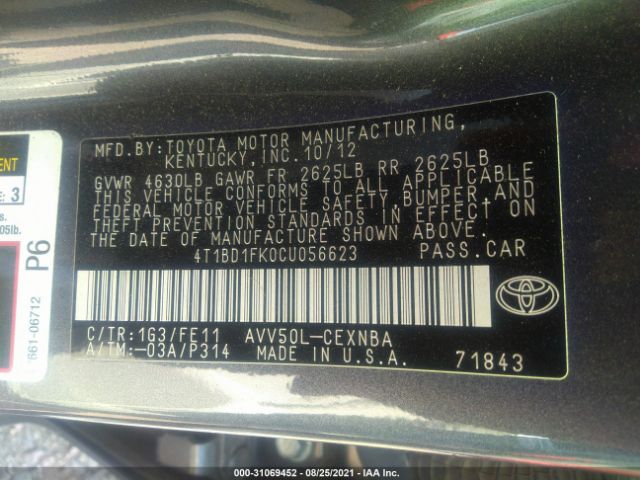 MFD.BY:TOYOTA MOTOR MANUFACTURING,
KENTUCKY,INC.10/12
GVWR 4630LB GAWR FR 2625LB RR 2625LB
THIS VEHICLE CONFORMS TO ALL APPLICABLE
FEDERAL MOTOR VEHICLE SAFETY,BUMPER,AND
THEFT PREVENTION STANDARDS IN EFFECT ON
THE DATE OF MANUFACTURE SHOWN ABOVE.
4T1BD1FK0CU056623 PASS.CAR
C/TR:1G3/FE11 AVV50L-CEXNBA
A/TM:-03A/P314 MADE IN U.S.A. 71843
ENT
E: 3
s.
05lb.
P6
661-06712
000-31069452 - 08/25/2021 - IAA Inc.